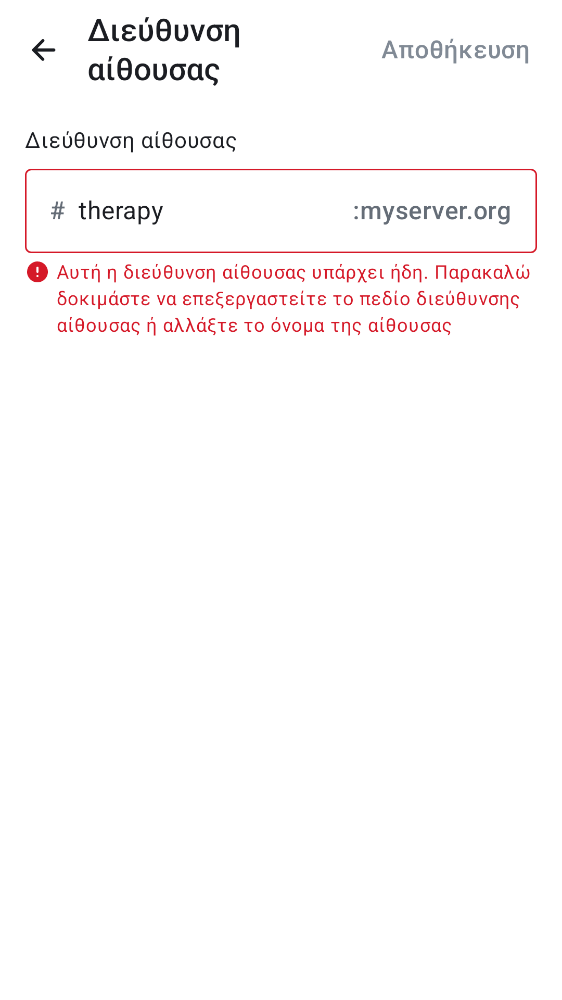 Διεύθυνση
αίθουσας
Αποθήκευση
Διεύθυνση αίθουσας
# therapy :myserver.org
Αυτή η διεύθυνση αίθουσας υπάρχει ήδη. Παρακαλώ
δοκιμάστε να επεξεργαστείτε το πεδίο διεύθυνσης
αίθουσας ή αλλάξτε το όνομα της αίθουσας